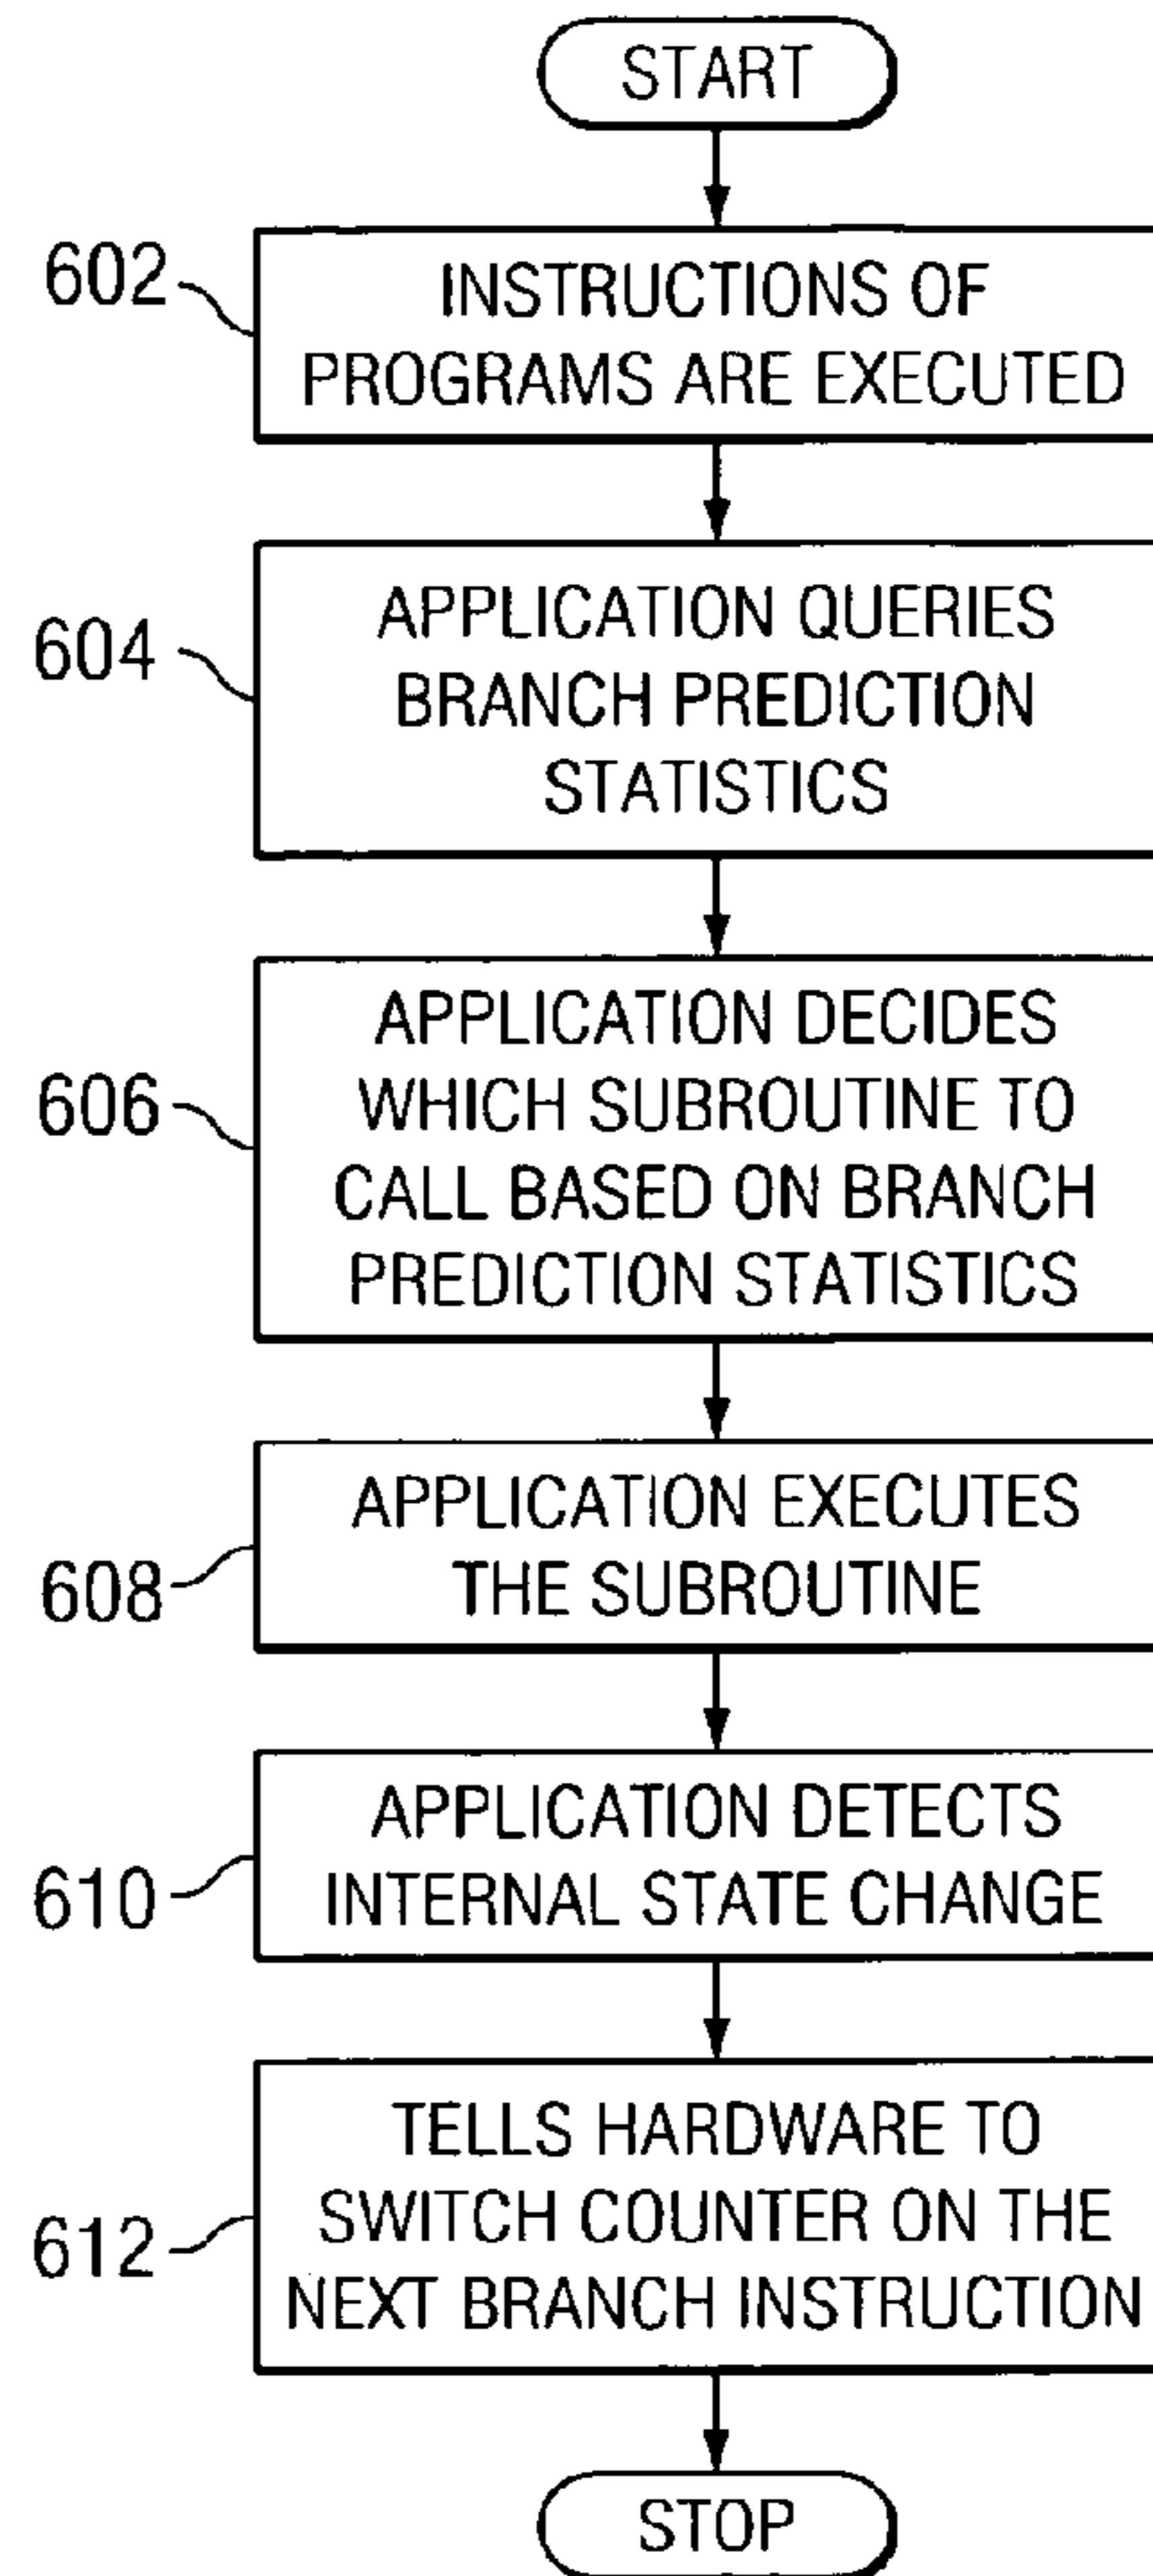 START
602
INSTRUCTIONS OF
PROGRAMS ARE EXECUTED
604
APPLICATION QUERIES
BRANCH PREDICTION
STATISTICS
606
APPLICATION DECIDES
WHICH SUBROUTINE TO
CALL BASED ON BRANCH
PREDICTION STATISTICS
608
APPLICATION EXECUTES
THE SUBROUTINE
610
APPLICATION DETECTS
INTERNAL STATE CHANGE
612
TELLS HARDWARE TO
SWITCH COUNTER ON THE
NEXT BRANCH INSTRUCTION
STOP